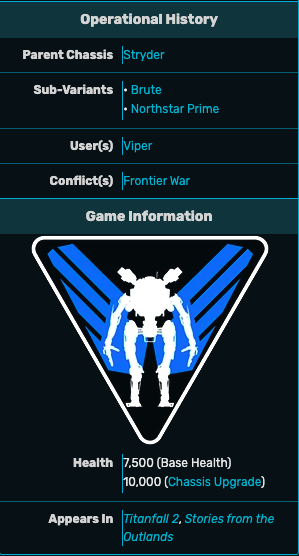 Operational History
Parent Chassis Stryder
Sub-Variants • Brute
• Northstar Prime
User(s) Viper
Conflict(s) Frontier War
Game Information
Health 7,500 (Base Health)
10,000 (Chassis Upgrade)
Appears In Titanfall 2, Stories from the
Outlands